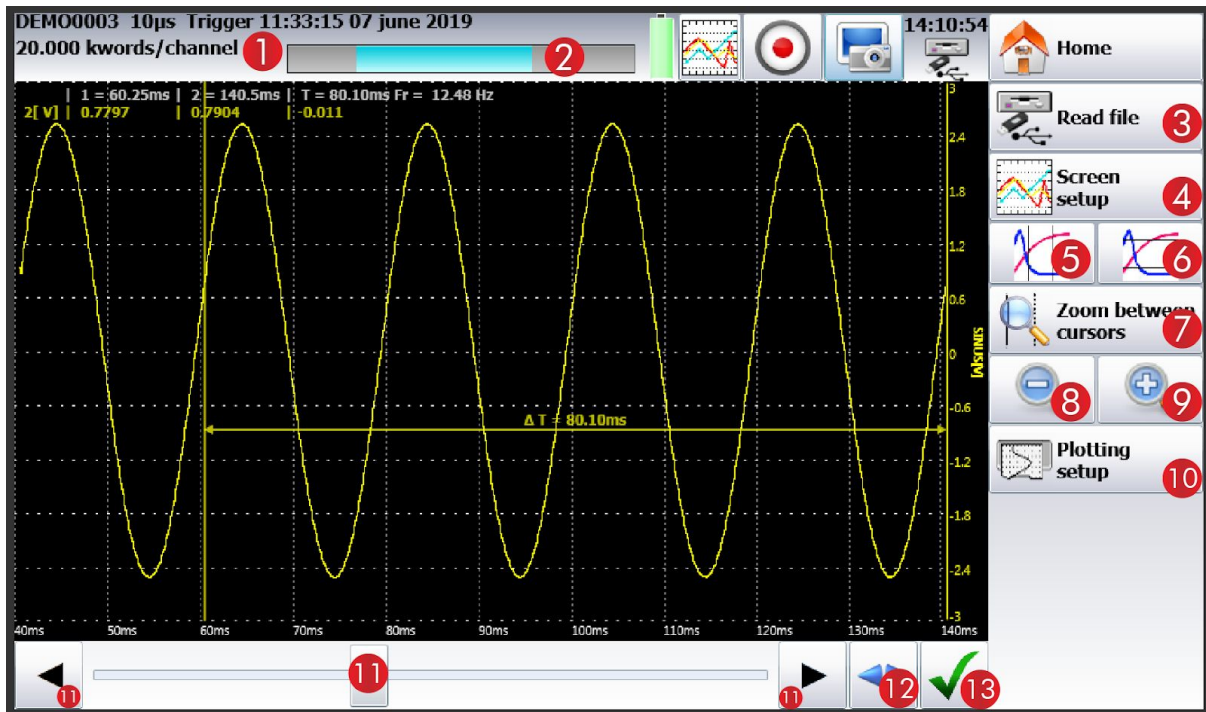 DEMO0003 10µs Trigger 11:33:15 07 june 2019
20.000 kwords/channel
1
2
14:10:54
Home
| 1 = 60.25ms | 2 = 140.5ms | T = 80.10ms Fr = 12.48 Hz
2[ V] | 0.7797 | 0.7904 | -0.011
Read file
3
Screen
setup
4
5
6
Zoom between
cursors
7
8
9
Plotting
setup
10
3
2.4
1.8
1.2
0.6
0
-0.6
-1.2
-1.8
-2.4
-3
SINUS[V]
Δ T = 80.10ms
40ms 50ms 60ms 70ms 80ms 90ms 100ms 110ms 120ms 130ms 140ms
11
11
11
12
13